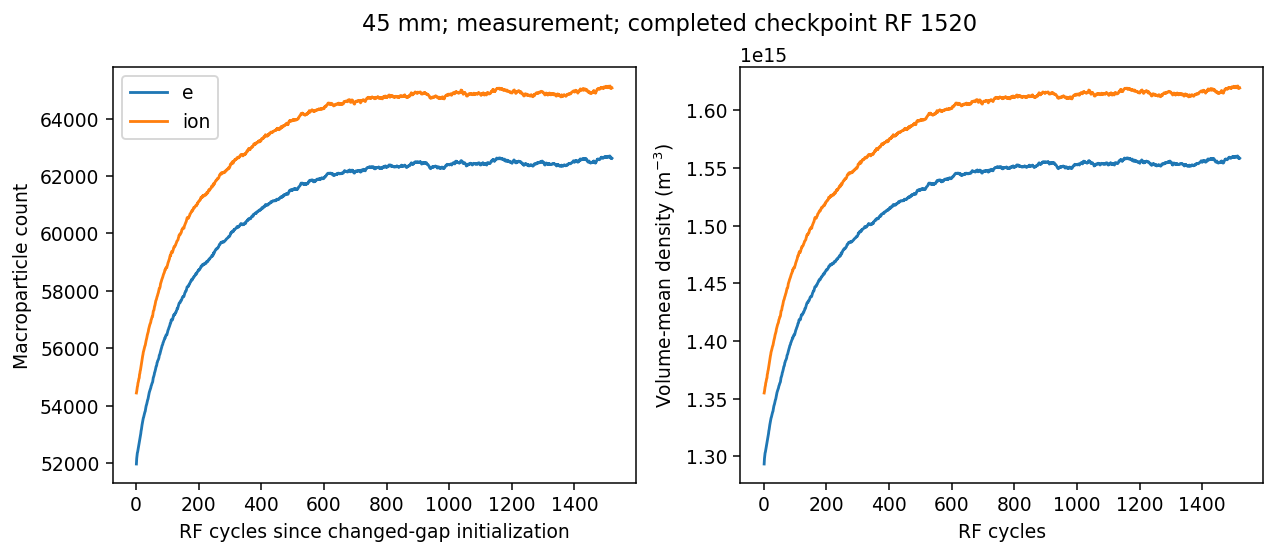 45 mm; measurement; completed checkpoint RF 1520
Macroparticle count
64000
62000
60000
58000
56000
54000
52000
e
ion
0 200 400 600 800 1000 1200 1400
RF cycles since changed-gap initialization
1e15
Volume-mean density (m⁻³)
1.60
1.55
1.50
1.45
1.40
1.35
1.30
0 200 400 600 800 1000 1200 1400
RF cycles